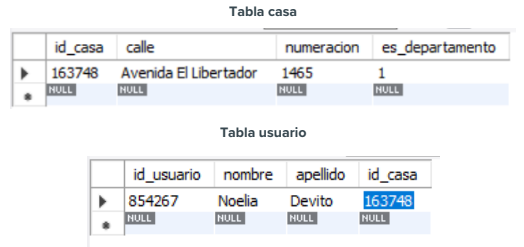 Tabla casa
id_casa calle numeracion es_departamento
163748 Avenida El Libertador 1465 1
NULL NULL NULL NULL
Tabla usuario
id_usuario nombre apellido id_casa
854267 Noelia Devito 163748
NULL NULL NULL NULL